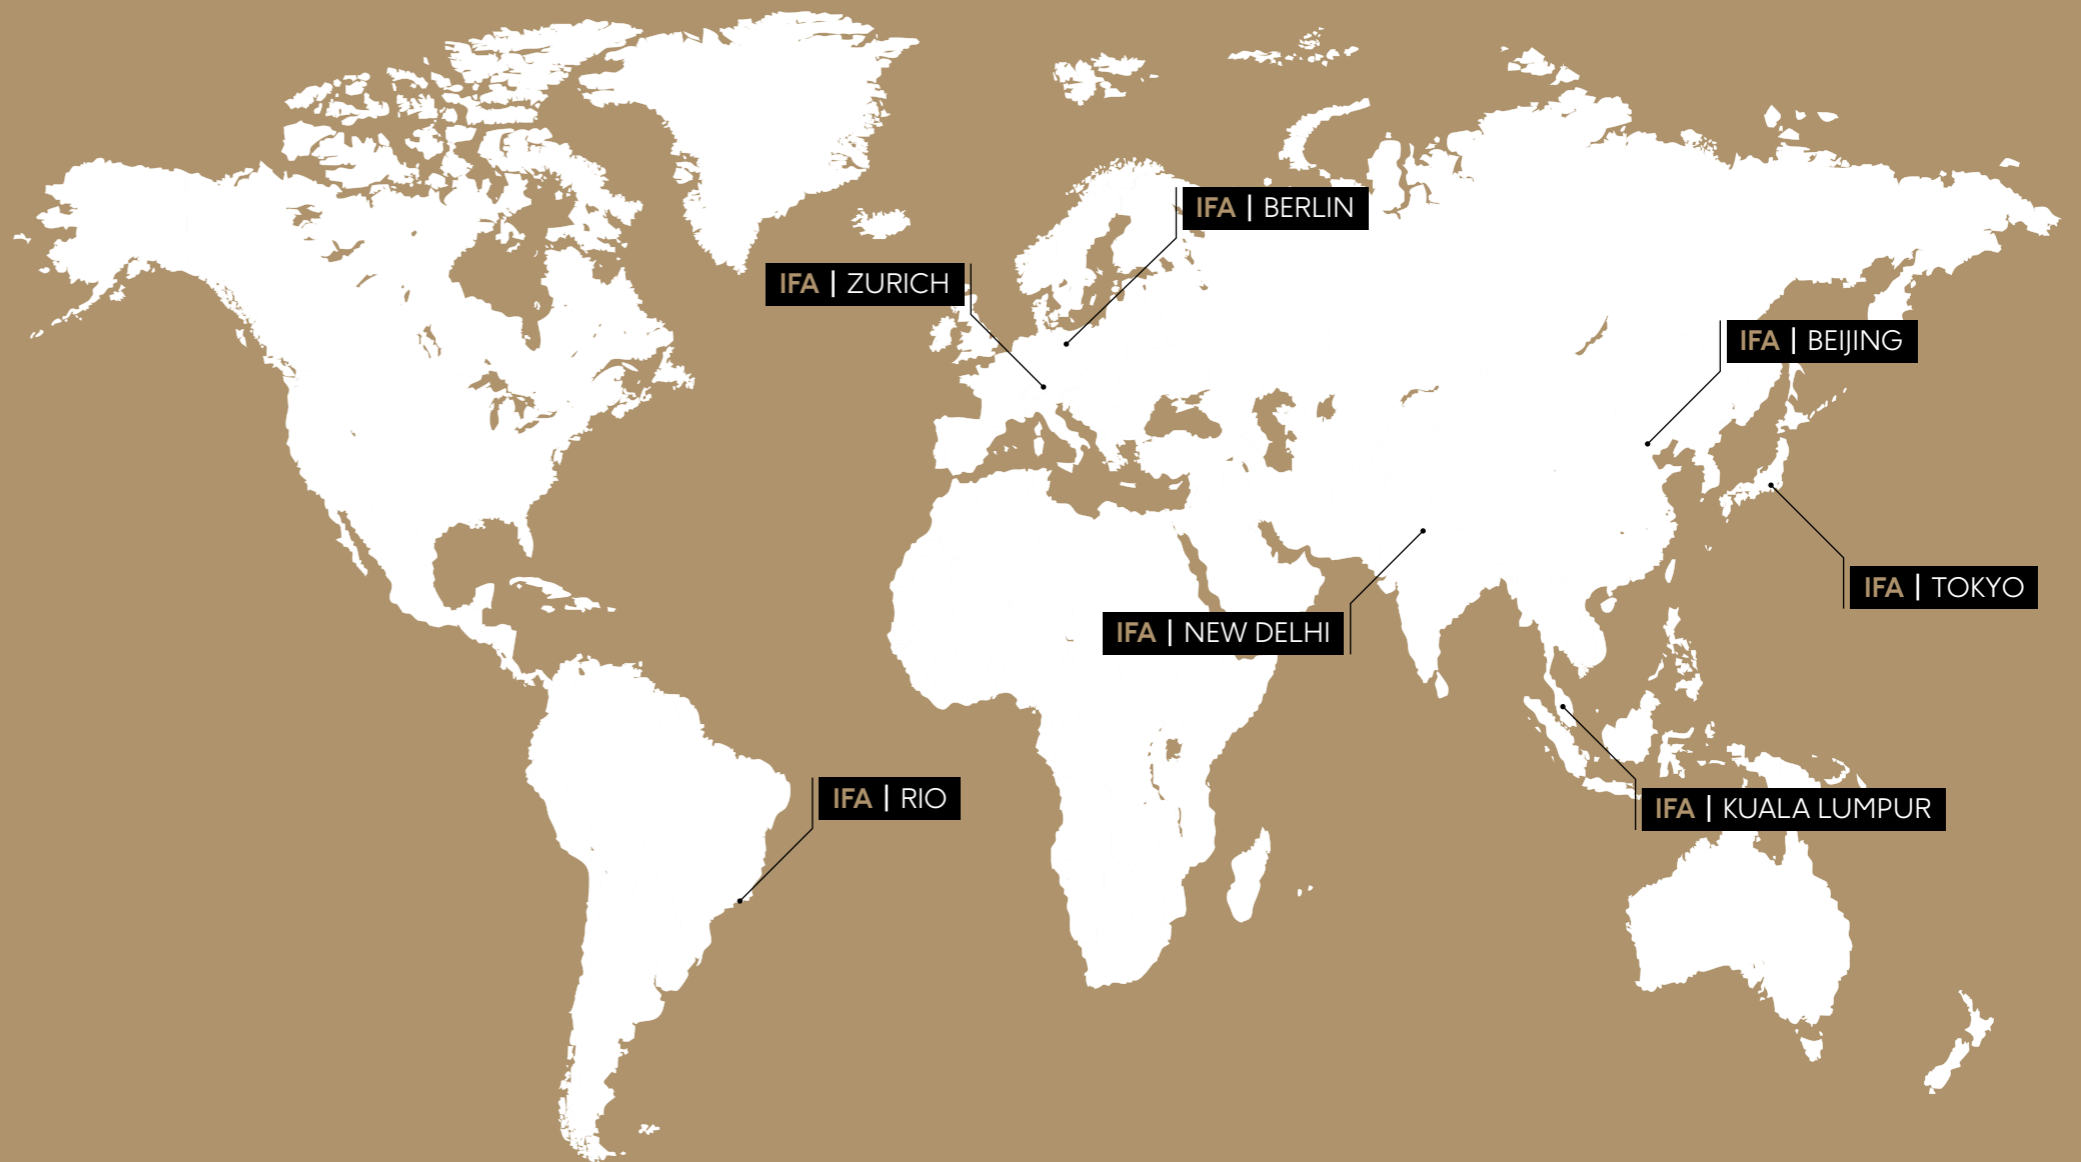 IFA | BERLIN
IFA | ZURICH
IFA | BEIJING
IFA | TOKYO
IFA | NEW DELHI
IFA | RIO
IFA | KUALA LUMPUR